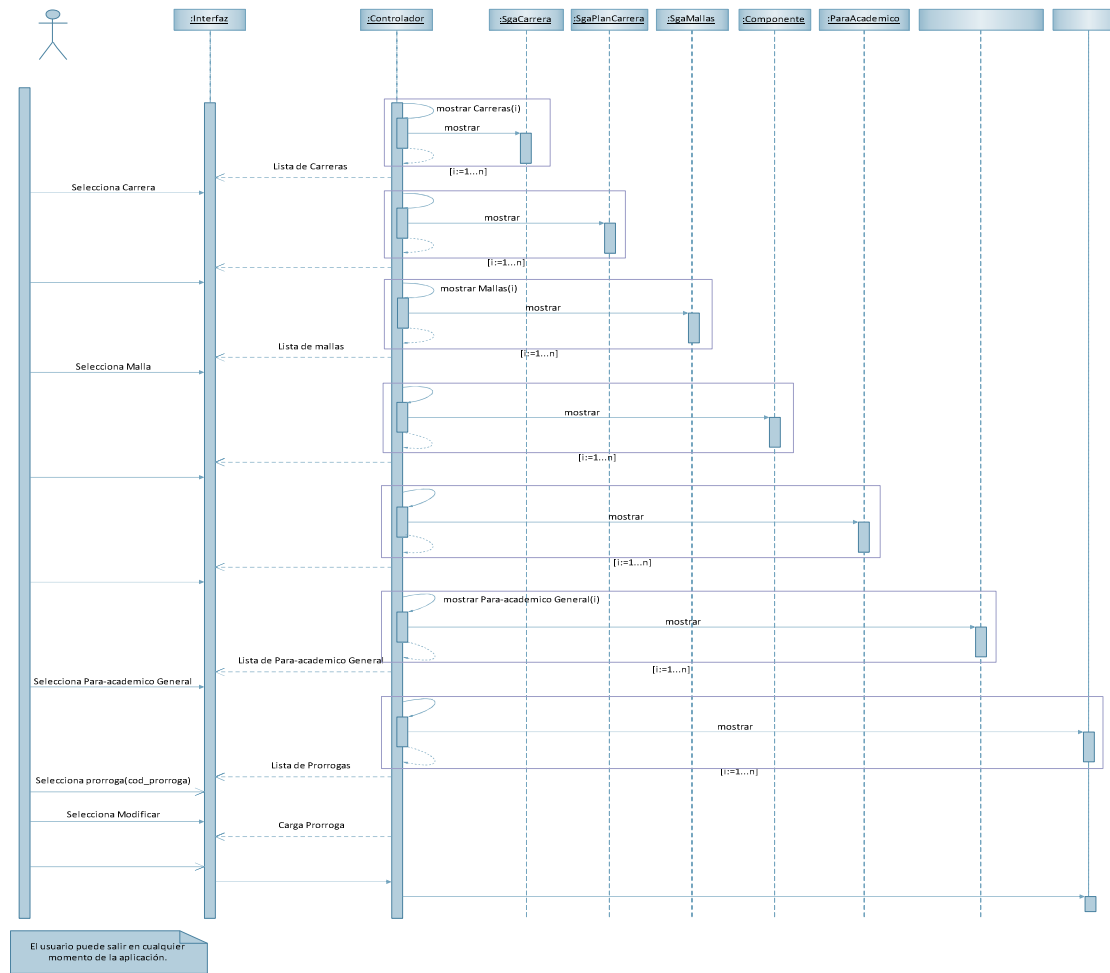 :Interfaz
:Controlador
:SgaCarrera
:SgaPlanCarrera
:SgaMallas
:Componente
:ParaAcademico
mostrar Carreras(i)
mostrar
Lista de Carreras
[i:=1...n]
Selecciona Carrera
mostrar
[i:=1...n]
mostrar Mallas(i)
mostrar
Lista de mallas
[i:=1...n]
Selecciona Malla
mostrar
[i:=1...n]
mostrar
[i:=1...n]
mostrar Para-academico General(i)
mostrar
Lista de Para-academico General
[i:=1...n]
Selecciona Para-academico General
mostrar
Lista de Prorrogas
[i:=1...n]
Selecciona prorroga(cod_prorroga)
Selecciona Modificar
Carga Prorroga
El usuario puede salir en cualquier
momento de la aplicación.